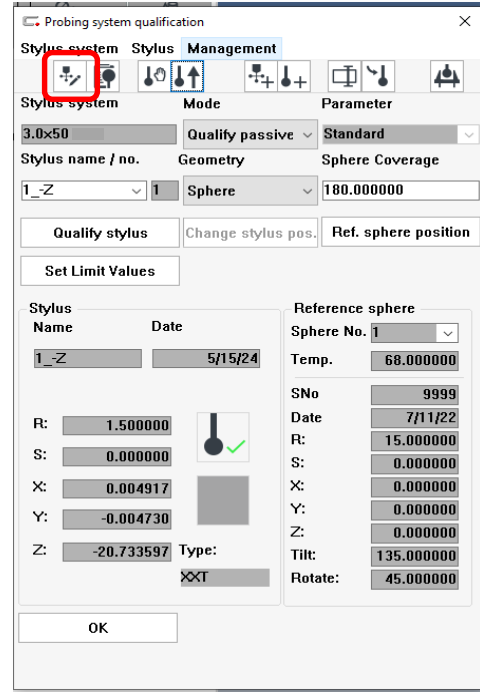 Probing system qualification
Stylus system Stylus Management
Stylus system Mode Parameter
3.0x50 Qualify passive Standard
Stylus name / no. Geometry Sphere Coverage
1_-Z 1 Sphere 180.000000
Qualify stylus Change stylus pos. Ref. sphere position
Set Limit Values
Stylus Reference sphere
Name Date Sphere No. 1
1_-Z 5/15/24 Temp. 68.000000
SNo 9999
Date 7/11/22
R: 1.500000 R: 15.000000
S: 0.000000 S: 0.000000
X: 0.004917 X: 0.000000
Y: -0.004730 Y: 0.000000
Z: -20.733597 Type: Z: 0.000000
Tilt: 135.000000
XXT Rotate: 45.000000
OK